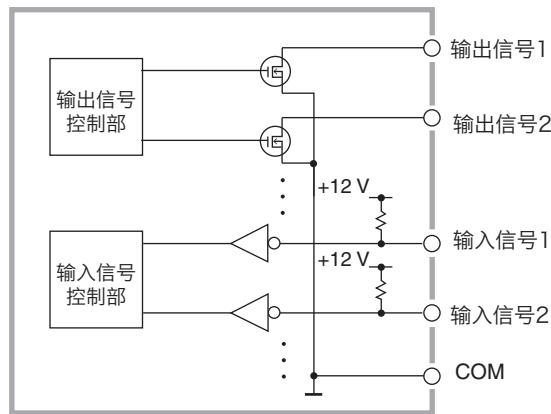 输出信号1
输出信号
控制部
输出信号2
+12 V
输入信号1
+12 V
输入信号
控制部
输入信号2
COM